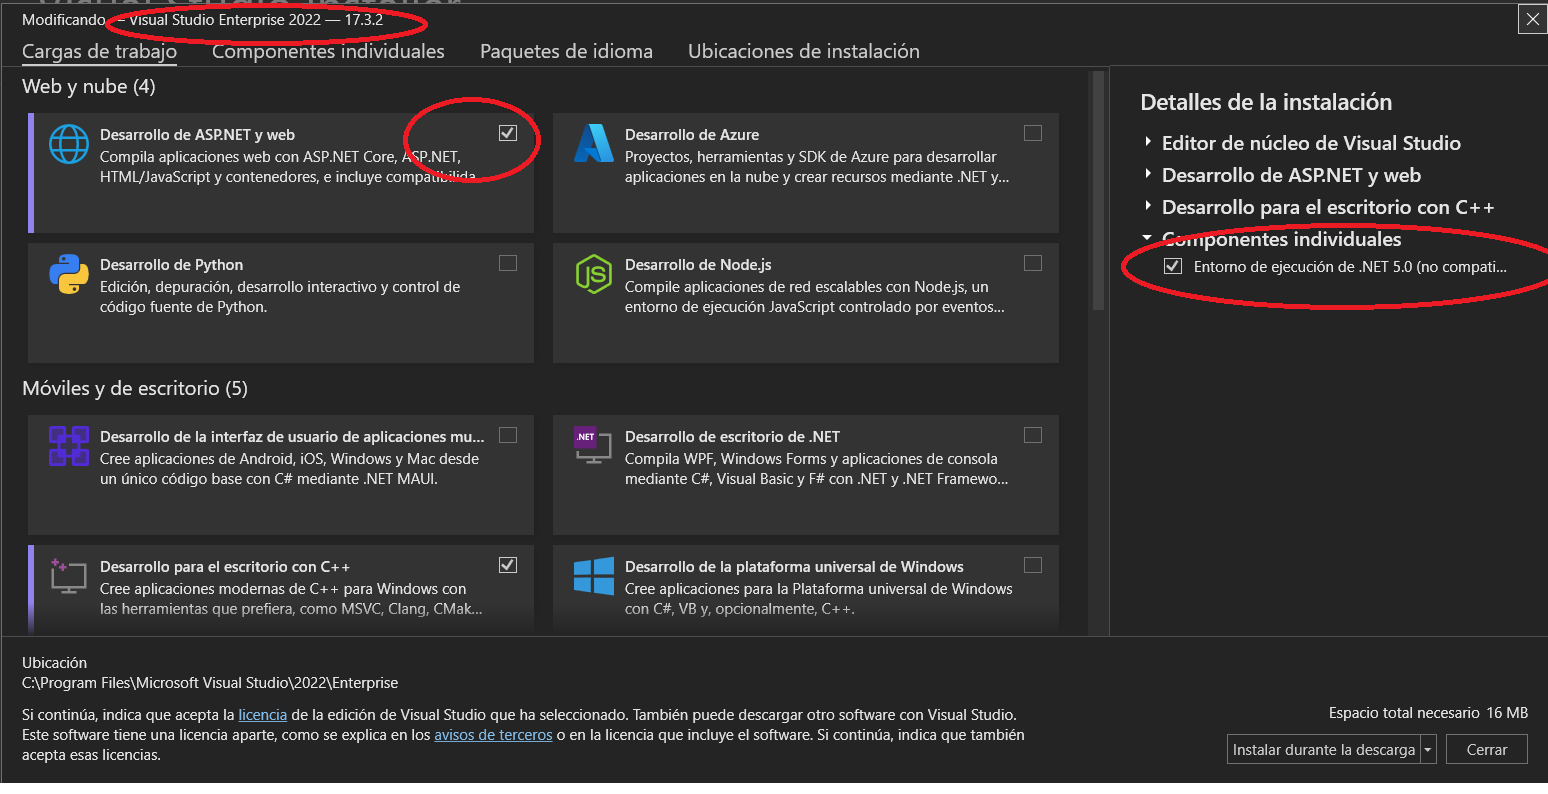 Visual Studio Installer
Modificando — Visual Studio Enterprise 2022 — 17.3.2
Cargas de trabajo
Componentes individuales
Paquetes de idioma
Ubicaciones de instalación
Web y nube (4)
Desarrollo de ASP.NET y web
Compila aplicaciones web con ASP.NET Core, ASP.NET,
HTML/JavaScript y contenedores, e incluye compatibilida...
Desarrollo de Azure
Proyectos, herramientas y SDK de Azure para desarrollar
aplicaciones en la nube y crear recursos mediante .NET y...
Desarrollo de Python
Edición, depuración, desarrollo interactivo y control de
código fuente de Python.
JS
Desarrollo de Node.js
Compile aplicaciones de red escalables con Node.js, un
entorno de ejecución JavaScript controlado por eventos...
Móviles y de escritorio (5)
Desarrollo de la interfaz de usuario de aplicaciones mu...
Cree aplicaciones de Android, iOS, Windows y Mac desde
un único código base con C# mediante .NET MAUI.
.NET
Desarrollo de escritorio de .NET
Compila WPF, Windows Forms y aplicaciones de consola
mediante C#, Visual Basic y F# con .NET y .NET Framewo...
Desarrollo para el escritorio con C++
Cree aplicaciones modernas de C++ para Windows con
las herramientas que prefiera, como MSVC, Clang, CMak...
Desarrollo de la plataforma universal de Windows
Cree aplicaciones para la Plataforma universal de Windows
con C#, VB y, opcionalmente, C++.
Detalles de la instalación
Editor de núcleo de Visual Studio
Desarrollo de ASP.NET y web
Desarrollo para el escritorio con C++
Componentes individuales
Entorno de ejecución de .NET 5.0 (no compati...
Ubicación
C:\Program Files\Microsoft Visual Studio\2022\Enterprise
Si continúa, indica que acepta la licencia de la edición de Visual Studio que ha seleccionado. También puede descargar otro software con Visual Studio.
Este software tiene una licencia aparte, como se explica en los avisos de terceros o en la licencia que incluye el software. Si continúa, indica que también
acepta esas licencias.
Espacio total necesario 16 MB
Instalar durante la descarga
Cerrar